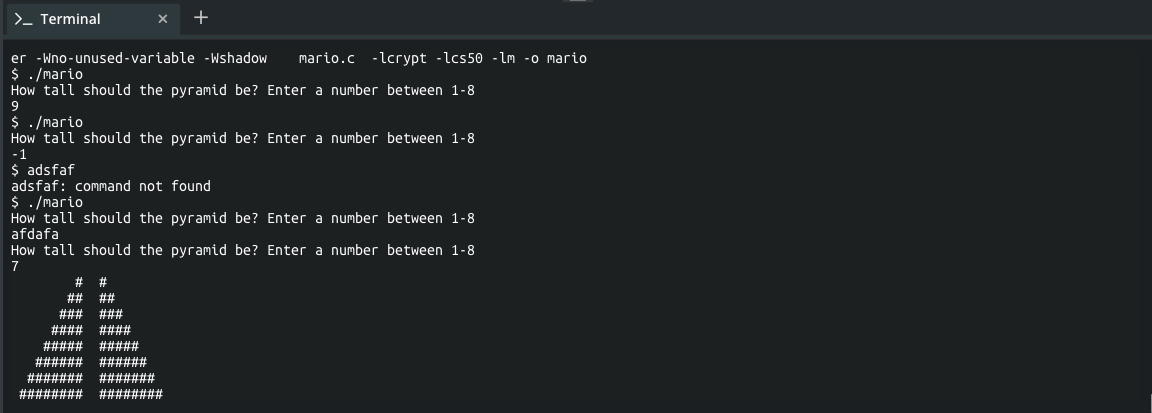 >_ Terminal × +
er -Wno-unused-variable -Wshadow    mario.c  -lcrypt -lcs50 -lm -o mario
$ ./mario
How tall should the pyramid be? Enter a number between 1-8
9
$ ./mario
How tall should the pyramid be? Enter a number between 1-8
-1
$ adsfaf
adsfaf: command not found
$ ./mario
How tall should the pyramid be? Enter a number between 1-8
afdafa
How tall should the pyramid be? Enter a number between 1-8
7
        #  #
       ##  ##
      ###  ###
     ####  ####
    #####  #####
   ######  ######
  #######  #######
 ########  ########